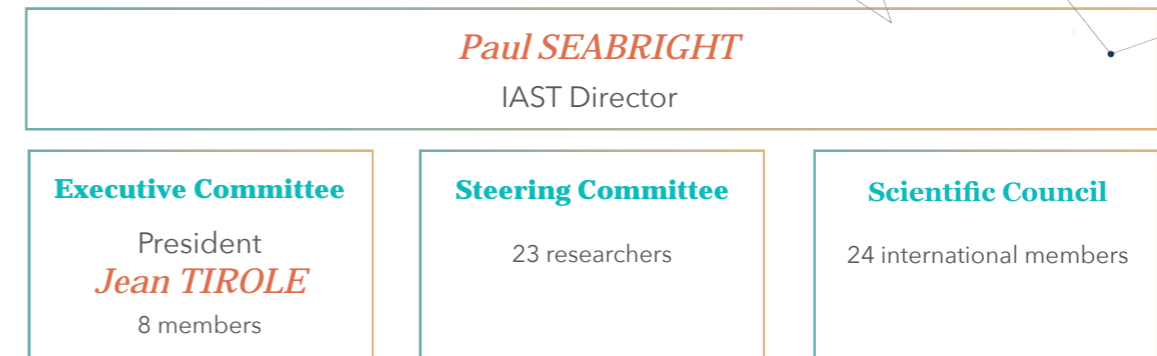 Paul SEABRIGHT
IAST Director
Executive Committee
President
Jean TIROLE
8 members
Steering Committee
23 researchers
Scientific Council
24 international members